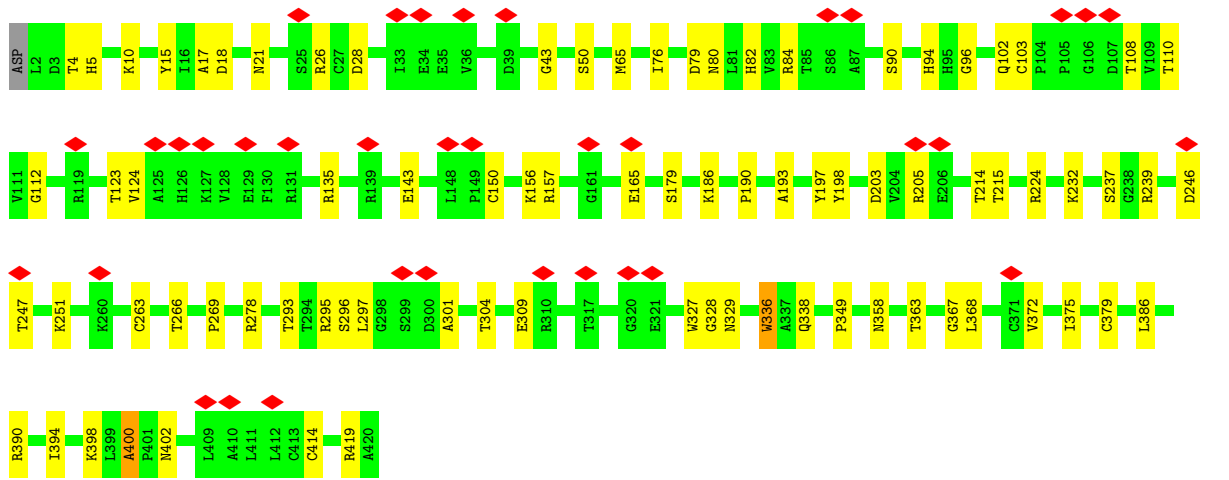 ASP L2 D3 T4 H5 K10 Y15 I16 A17 D18 N21 S25 R26 C27 D28 I33 E34 E35 V36 D39 G43 S50 M65 I76 D79 N80 L81 H82 V83 R84 T85 S86 A87 S90 H94 H95 G96 Q102 C103 P104 P105 G106 D107 T108 V109 T110
V111 G112 R119 T123 V124 A125 H126 K127 V128 E129 F130 R131 R135 R139 E143 L148 P149 C150 K156 R157 G161 E165 S179 K186 P190 A193 Y197 Y198 D203 V204 R205 E206 T214 T215 R224 K232 S237 G238 R239 D246
T247 K251 K260 C263 T266 P269 R278 T293 T294 R295 S296 L297 G298 S299 D300 A301 T304 E309 R310 T317 G320 E321 W327 G328 N329 W336 A337 Q338 P349 N358 T363 G367 L368 C371 V372 I375 C379 L386
R390 I394 K398 L399 A400 P401 N402 L409 A410 L411 L412 C413 C414 R419 A420